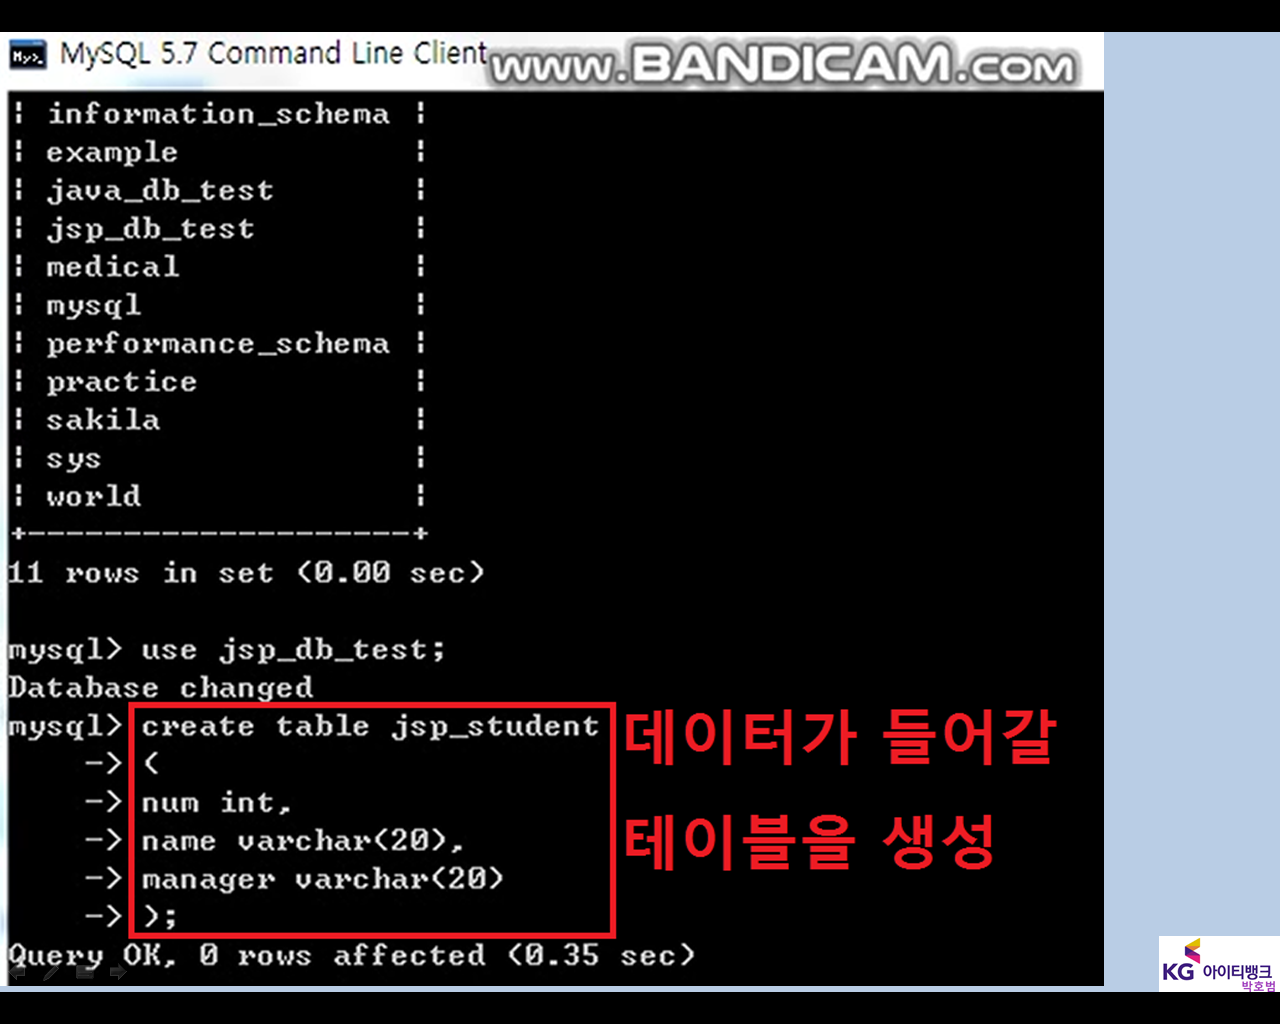 MySQL 5.7 Command Line Client
www.BANDICAM.com
| information_schema |
| example |
| java_db_test |
| jsp_db_test |
| medical |
| mysql |
| performance_schema |
| practice |
| sakila |
| sys |
| world |
+--------------------+
11 rows in set (0.00 sec)
mysql> use jsp_db_test;
Database changed
mysql> create table jsp_student
-> (
-> num int,
-> name varchar(20),
-> manager varchar(20)
-> );
Query OK, 0 rows affected (0.35 sec)
데이터가 들어갈
테이블을 생성
KG 아이티뱅크
박호범